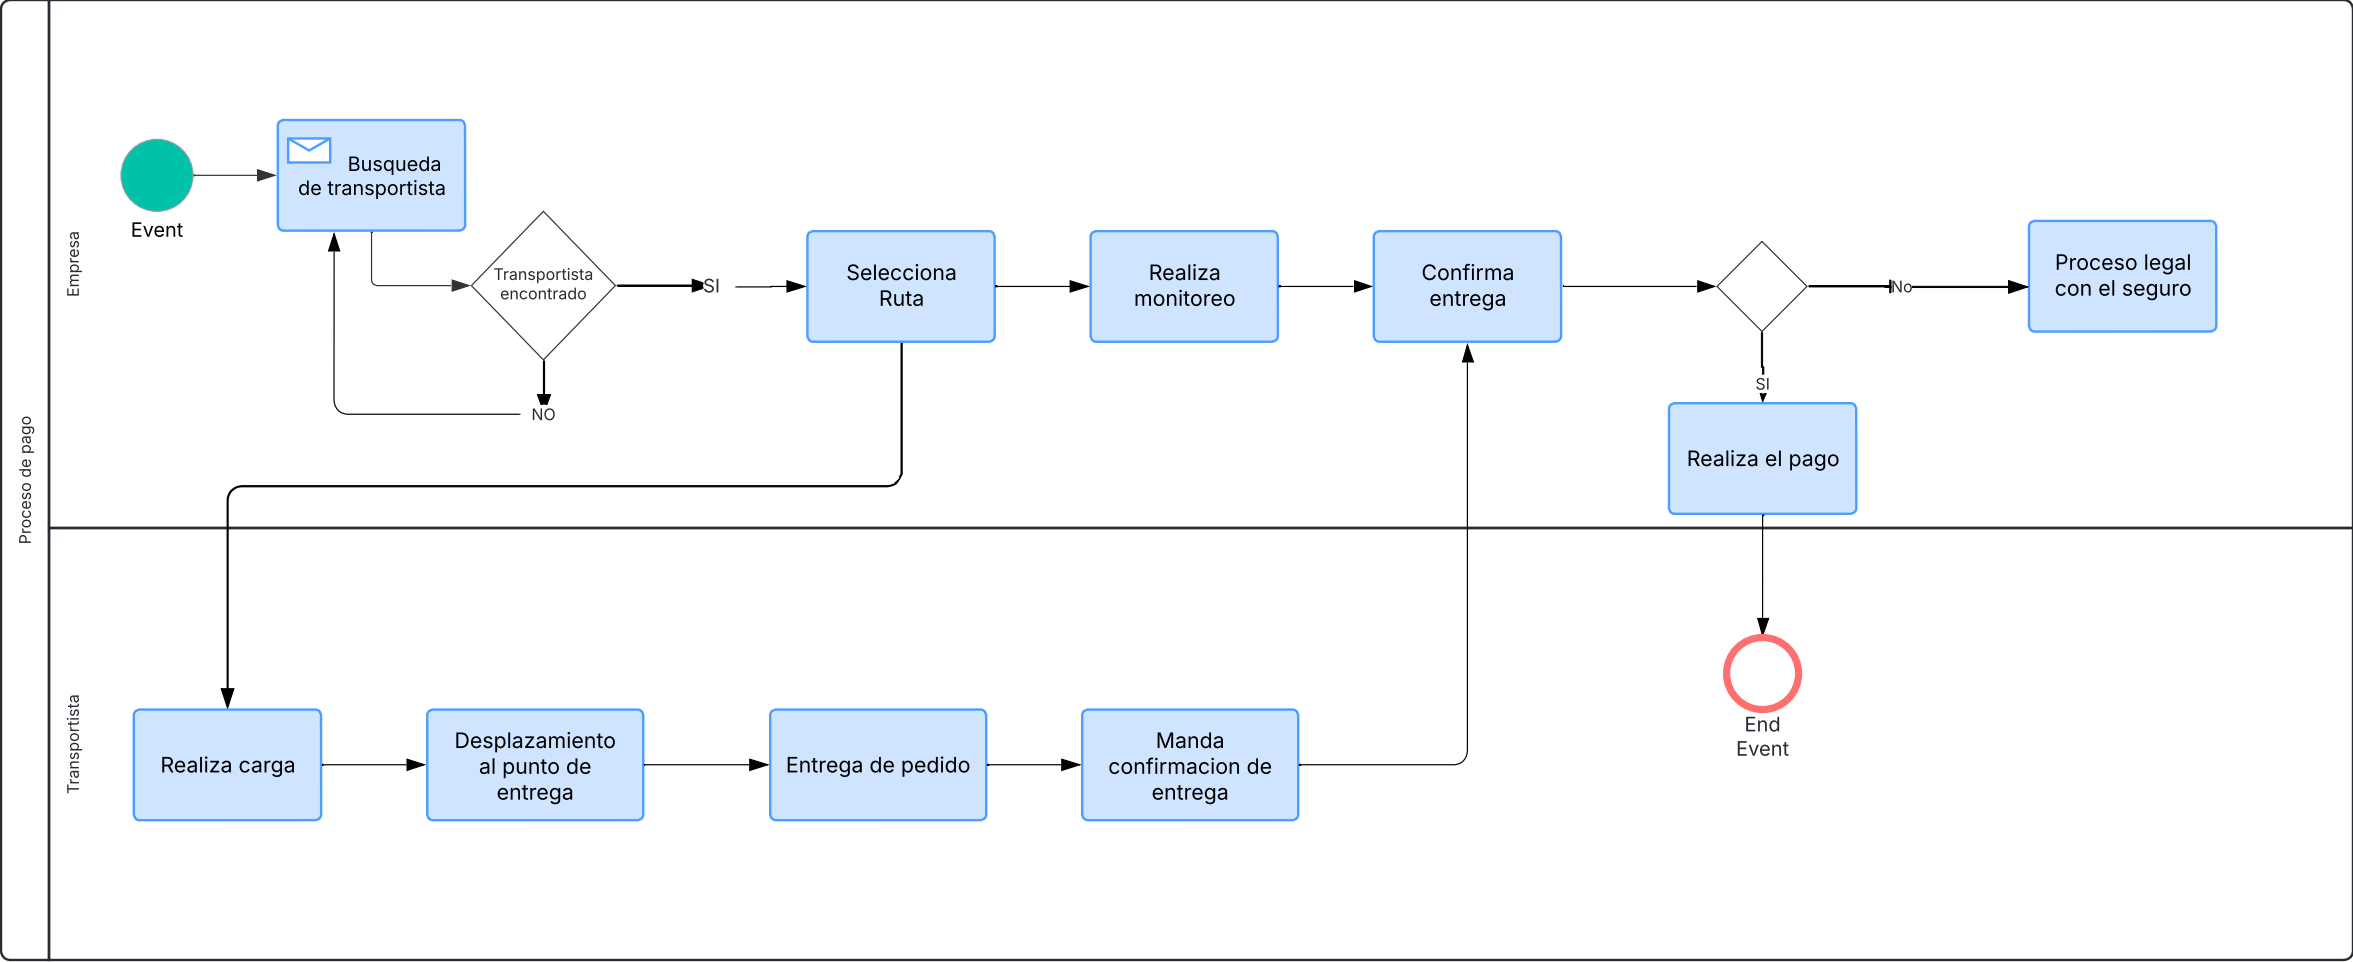 Proceso de pago
Empresa
Event
Busqueda
de transportista
Transportista
encontrado
SI
NO
Selecciona
Ruta
Realiza
monitoreo
Confirma
entrega
No
SI
Proceso legal
con el seguro
Realiza el pago
Transportista
Realiza carga
Desplazamiento
al punto de
entrega
Entrega de pedido
Manda
confirmacion de
entrega
End
Event